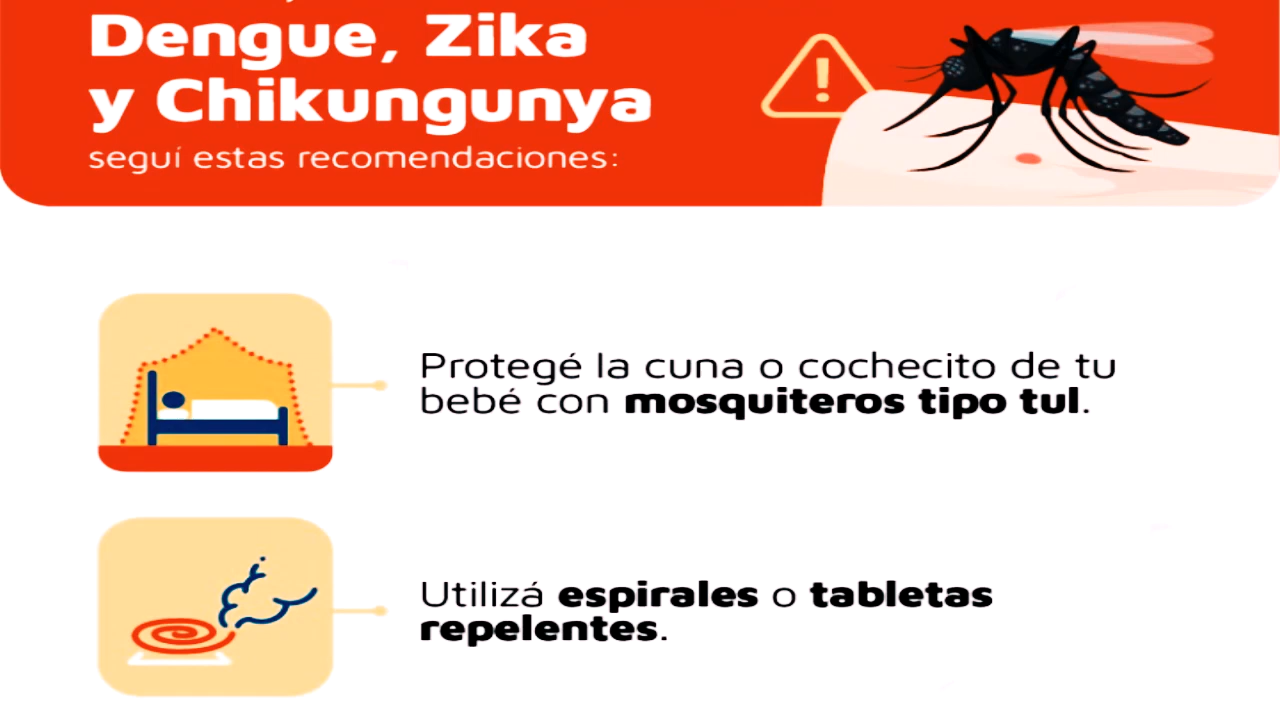 Dengue, Zika
y Chikungunya
seguí estas recomendaciones:
Protegé la cuna o cochecito de tu
bebé con mosquiteros tipo tul.
Utilizá espirales o tabletas
repelentes.